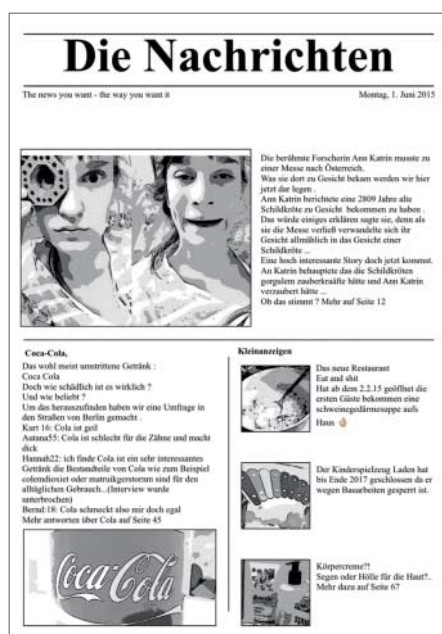 Die Nachrichten
The news you want - the way you want it
Montag, 1. Juni 2015
Die berühmte Forscherin Ann Katrin musste zu
einer Messe nach Österreich.
Was sie dort zu Gesicht bekam werden wir hier
jetzt dar legen .
Ann Katrin berichtete eine 2809 Jahre alte
Schildkröte zu Gesicht bekommen zu haben .
Das würde einiges erklären sagte sie, denn als
sie die Messe verließ verwandelte sich ihr
Gesicht allmählich in das Gesicht einer
Schildkröte ...
Eine hoch interessante Story doch jetzt kommst.
An Katrin behauptete das die Schildkröten
gorgulem zauberkraäfte hätte und Ann Katrin
verzaubert hätte ...
Ob das stimmt ? Mehr auf Seite 12
Coca-Cola,
Das wohl meist umstrittene Getränk :
Coca Cola
Doch wie schädlich ist es wirklich ?
Und wie beliebt ?
Um das herauszufinden haben wir eine Umfrage in
den Straßen von Berlin gemacht .
Kurt 16: Cola ist geil
Autana55: Cola ist schlecht für die Zähne und macht
dick
Hannah22: ich finde Cola ist ein sehr interessantes
Getränk die Bestandteile von Cola wie zum Beispiel
colemdioxiet oder matruikgerstorum sind für den
alltäglichen Gebrauch...(Interview wurde
unterbrochen)
Bernd:18: Cola schmeckt also mir doch egal
Mehr antworten über Cola auf Seite 45
Coca-Cola
Kleinanzeigen
Das neue Restaurant
Eat and shit
Hat ab dem 2.2.15 geöffnet die
ersten Gäste bekommen eine
schweinegedärmesuppe aufs
Haus 👌
Der Kinderspielzeug Laden hat
bis Ende 2017 geschlossen da er
wegen Bauarbeiten gesperrt ist.
Körpercreme?!
Segen oder Hölle für die Haut?..
Mehr dazu auf Seite 67